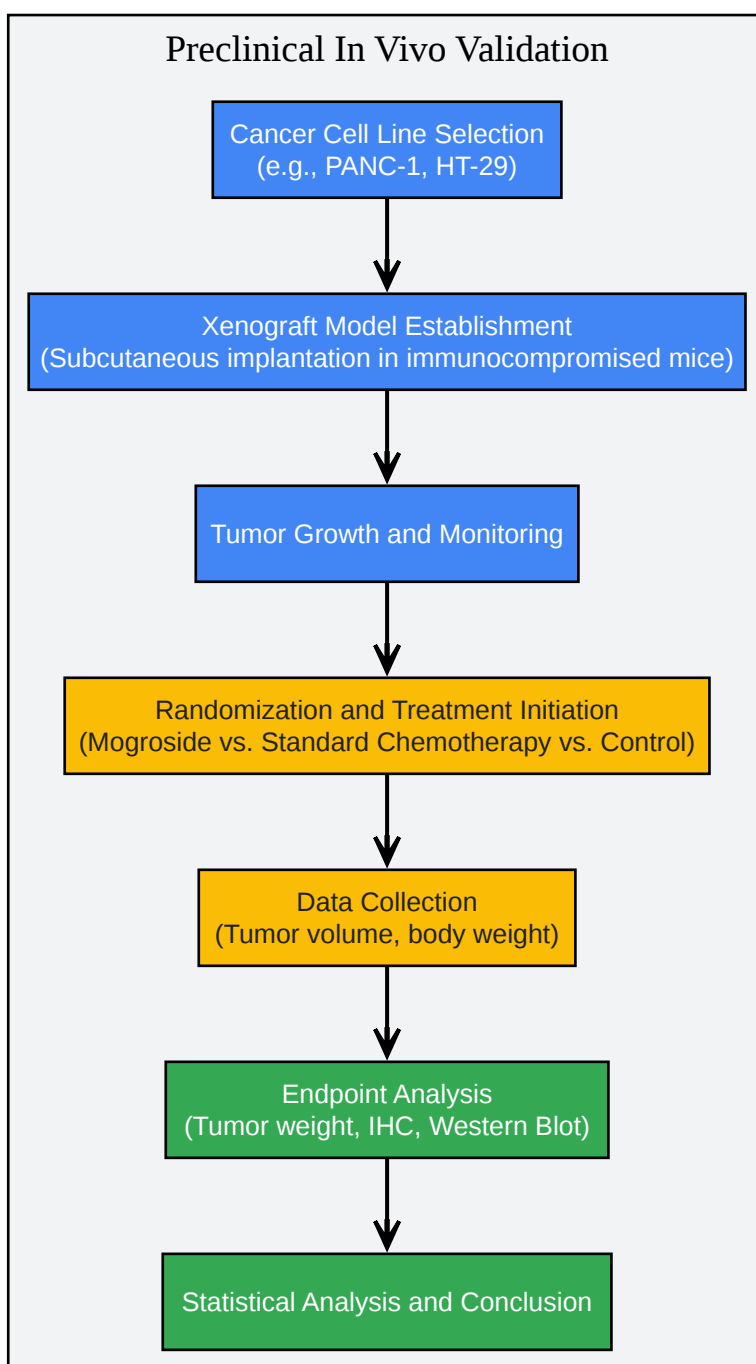 Preclinical In Vivo Validation
Cancer Cell Line Selection
(e.g., PANC-1, HT-29)
Xenograft Model Establishment
(Subcutaneous implantation in immunocompromised mice)
Tumor Growth and Monitoring
Randomization and Treatment Initiation
(Mogroside vs. Standard Chemotherapy vs. Control)
Data Collection
(Tumor volume, body weight)
Endpoint Analysis
(Tumor weight, IHC, Western Blot)
Statistical Analysis and Conclusion